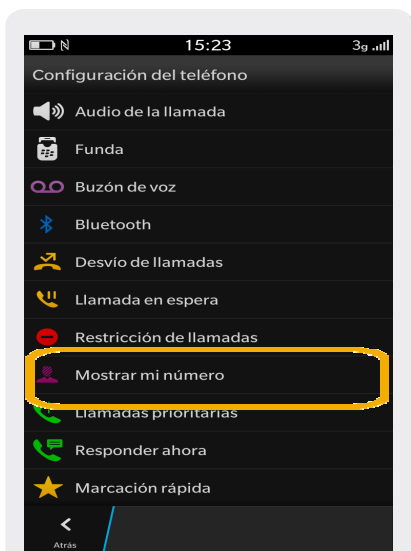 15:23
3g
Configuración del teléfono
Audio de la llamada
Funda
Buzón de voz
Bluetooth
Desvío de llamadas
Llamada en espera
Restricción de llamadas
Mostrar mi número
Llamadas prioritarias
Responder ahora
Marcación rápida
Atrás